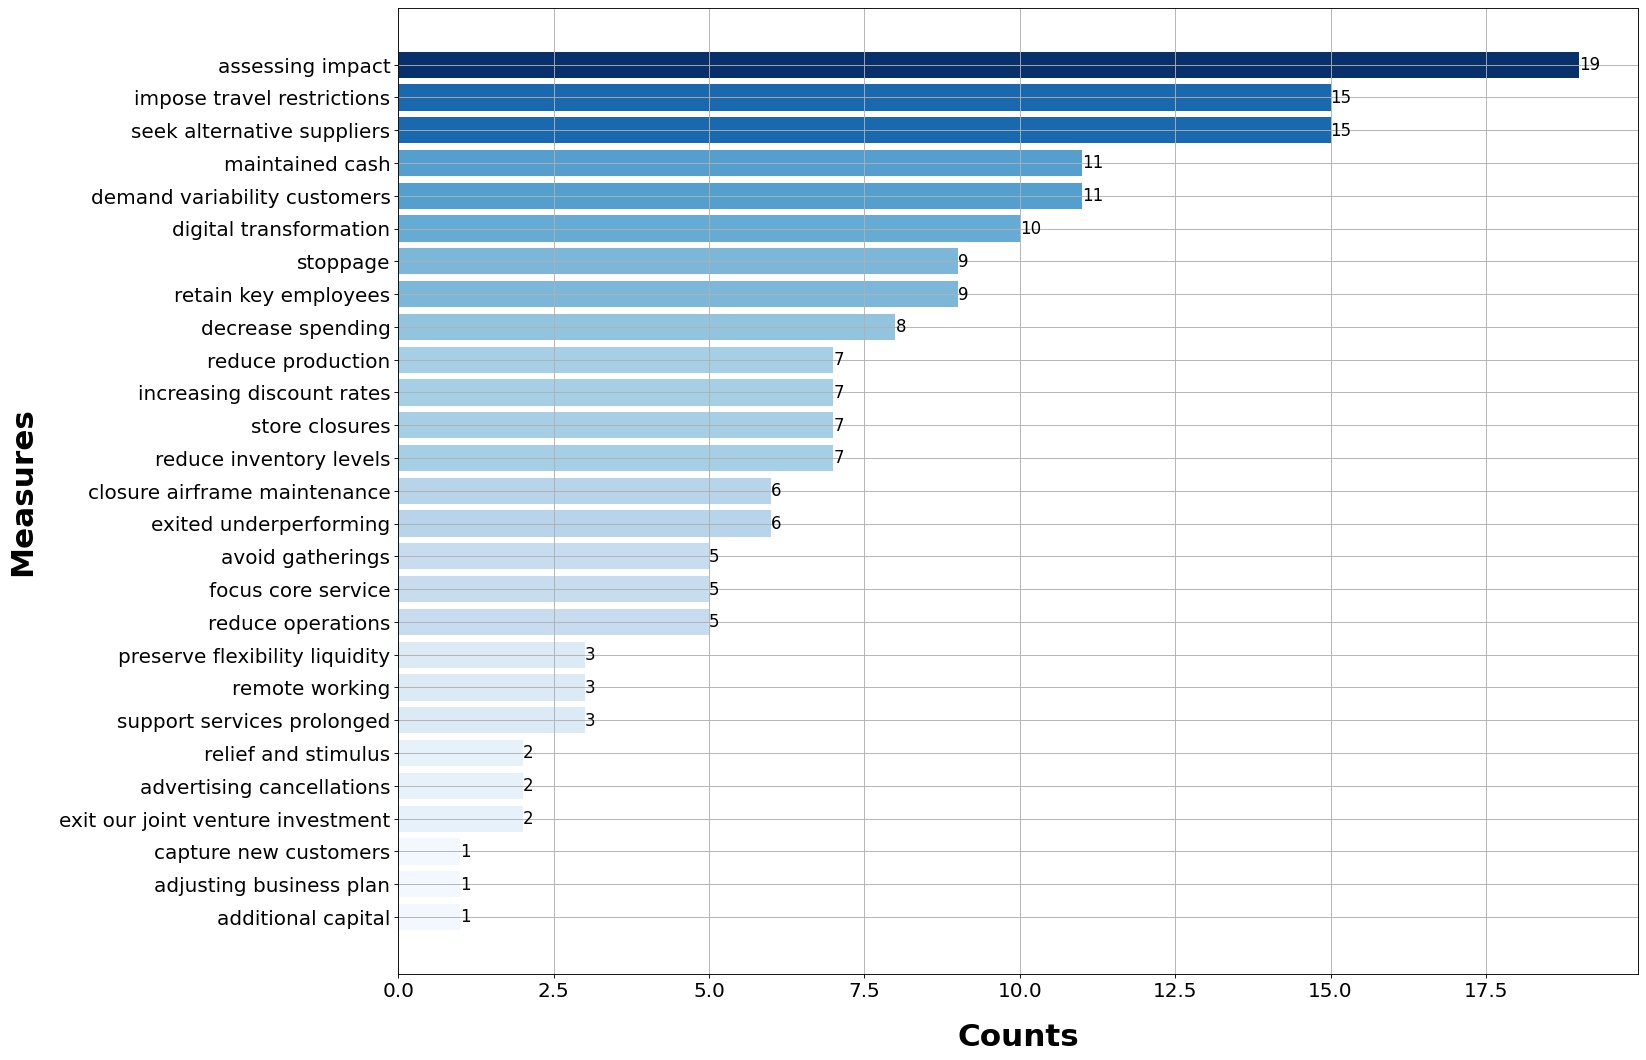 assessing impact 19
impose travel restrictions 15
seek alternative suppliers 15
maintained cash 11
demand variability customers 11
digital transformation 10
stoppage 9
retain key employees 9
decrease spending 8
reduce production 7
increasing discount rates 7
store closures 7
reduce inventory levels 7
closure airframe maintenance 6
exited underperforming 6
avoid gatherings 5
focus core service 5
reduce operations 5
preserve flexibility liquidity 3
remote working 3
support services prolonged 3
relief and stimulus 2
advertising cancellations 2
exit our joint venture investment 2
capture new customers 1
adjusting business plan 1
additional capital 1
Measures
0.0 2.5 5.0 7.5 10.0 12.5 15.0 17.5
Counts